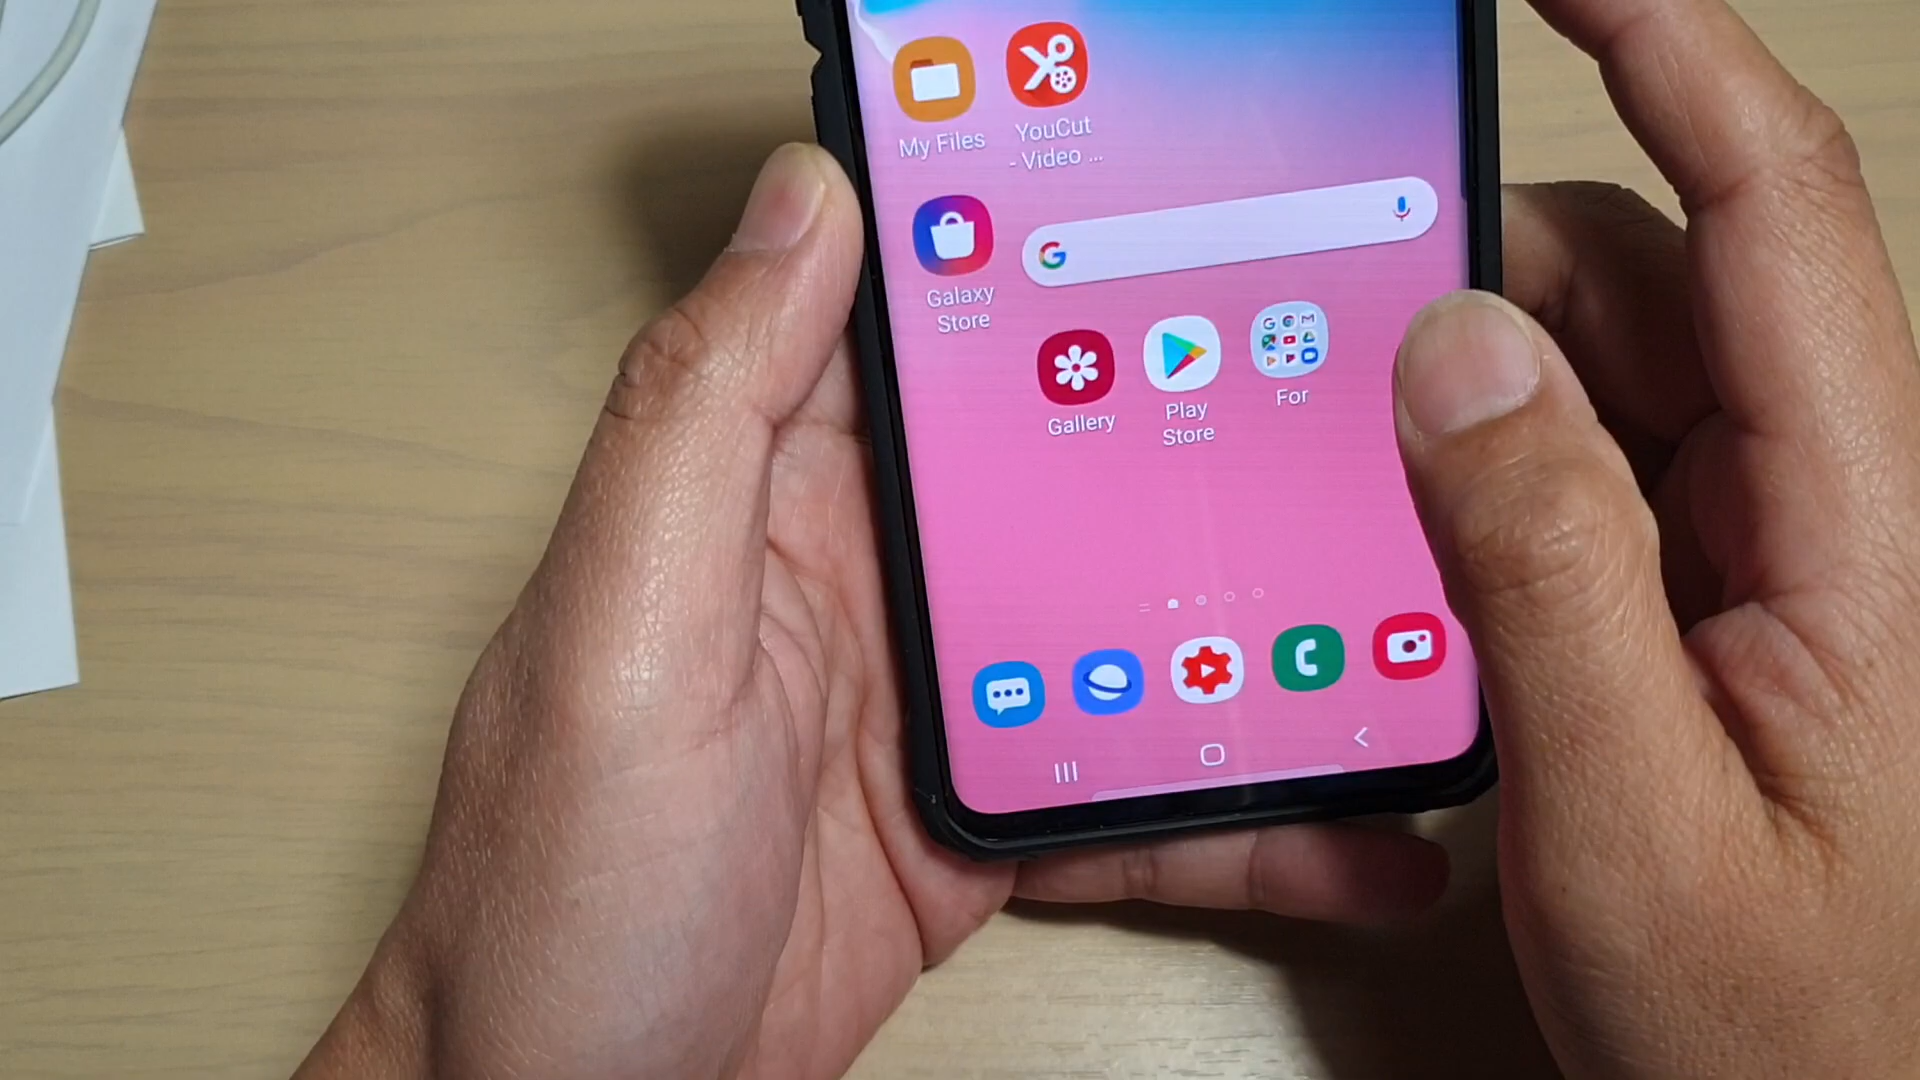 My Files
YouCut
- Video ...
Galaxy
Store
Gallery
Play
Store
For